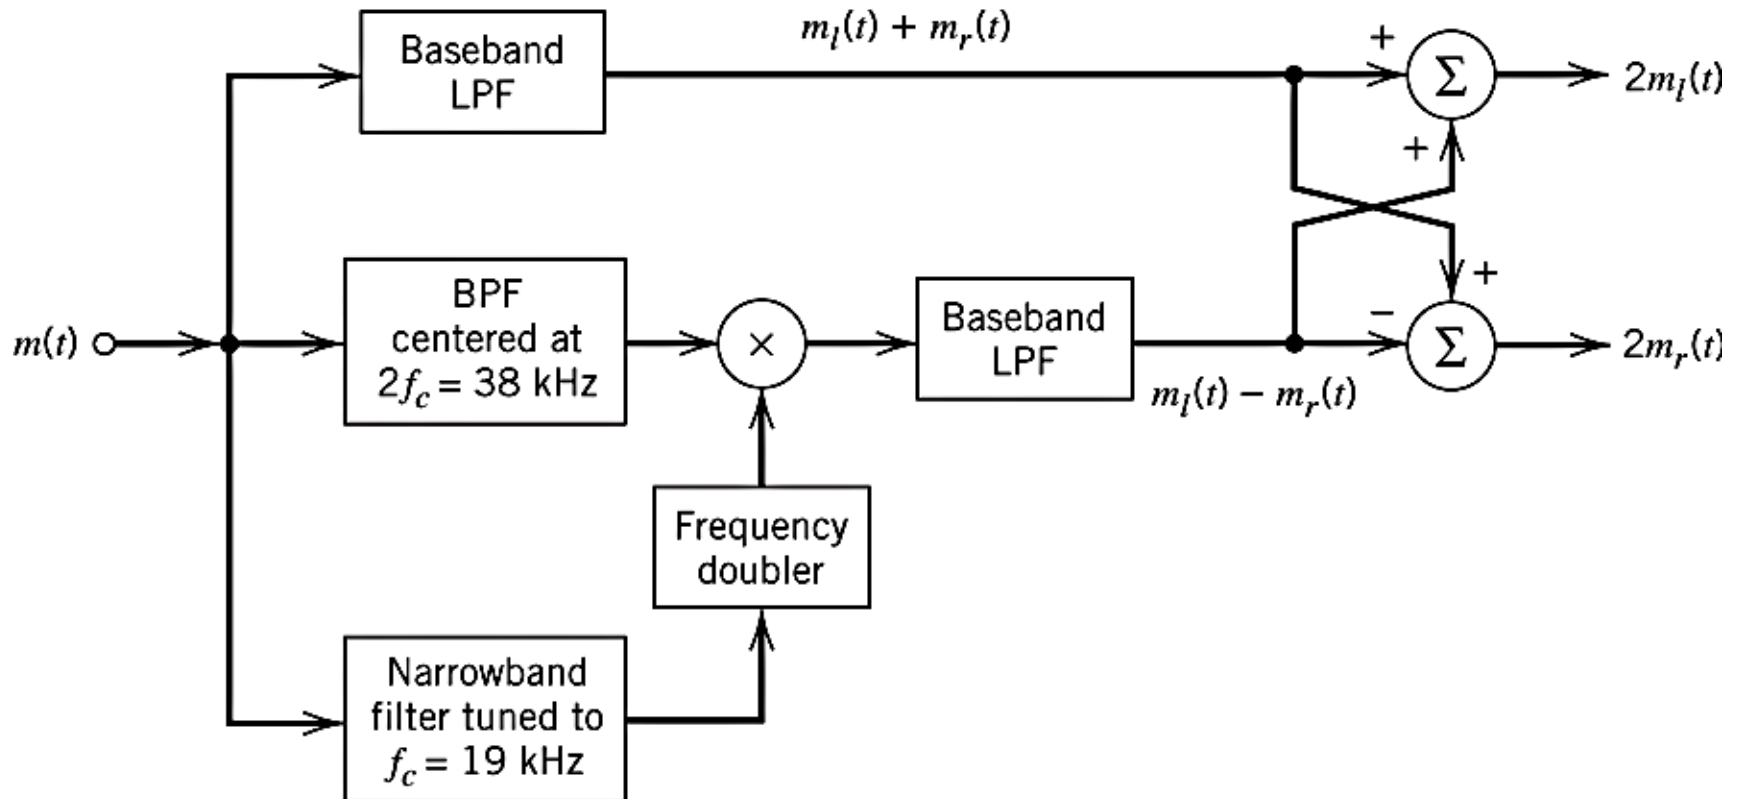 Baseband
LPF
m_l(t) + m_r(t)
+
Σ
2m_l(t)
+
m(t)
BPF
centered at
2f_c = 38 kHz
×
Baseband
LPF
m_l(t) − m_r(t)
+
−
Σ
2m_r(t)
Frequency
doubler
Narrowband
filter tuned to
f_c = 19 kHz